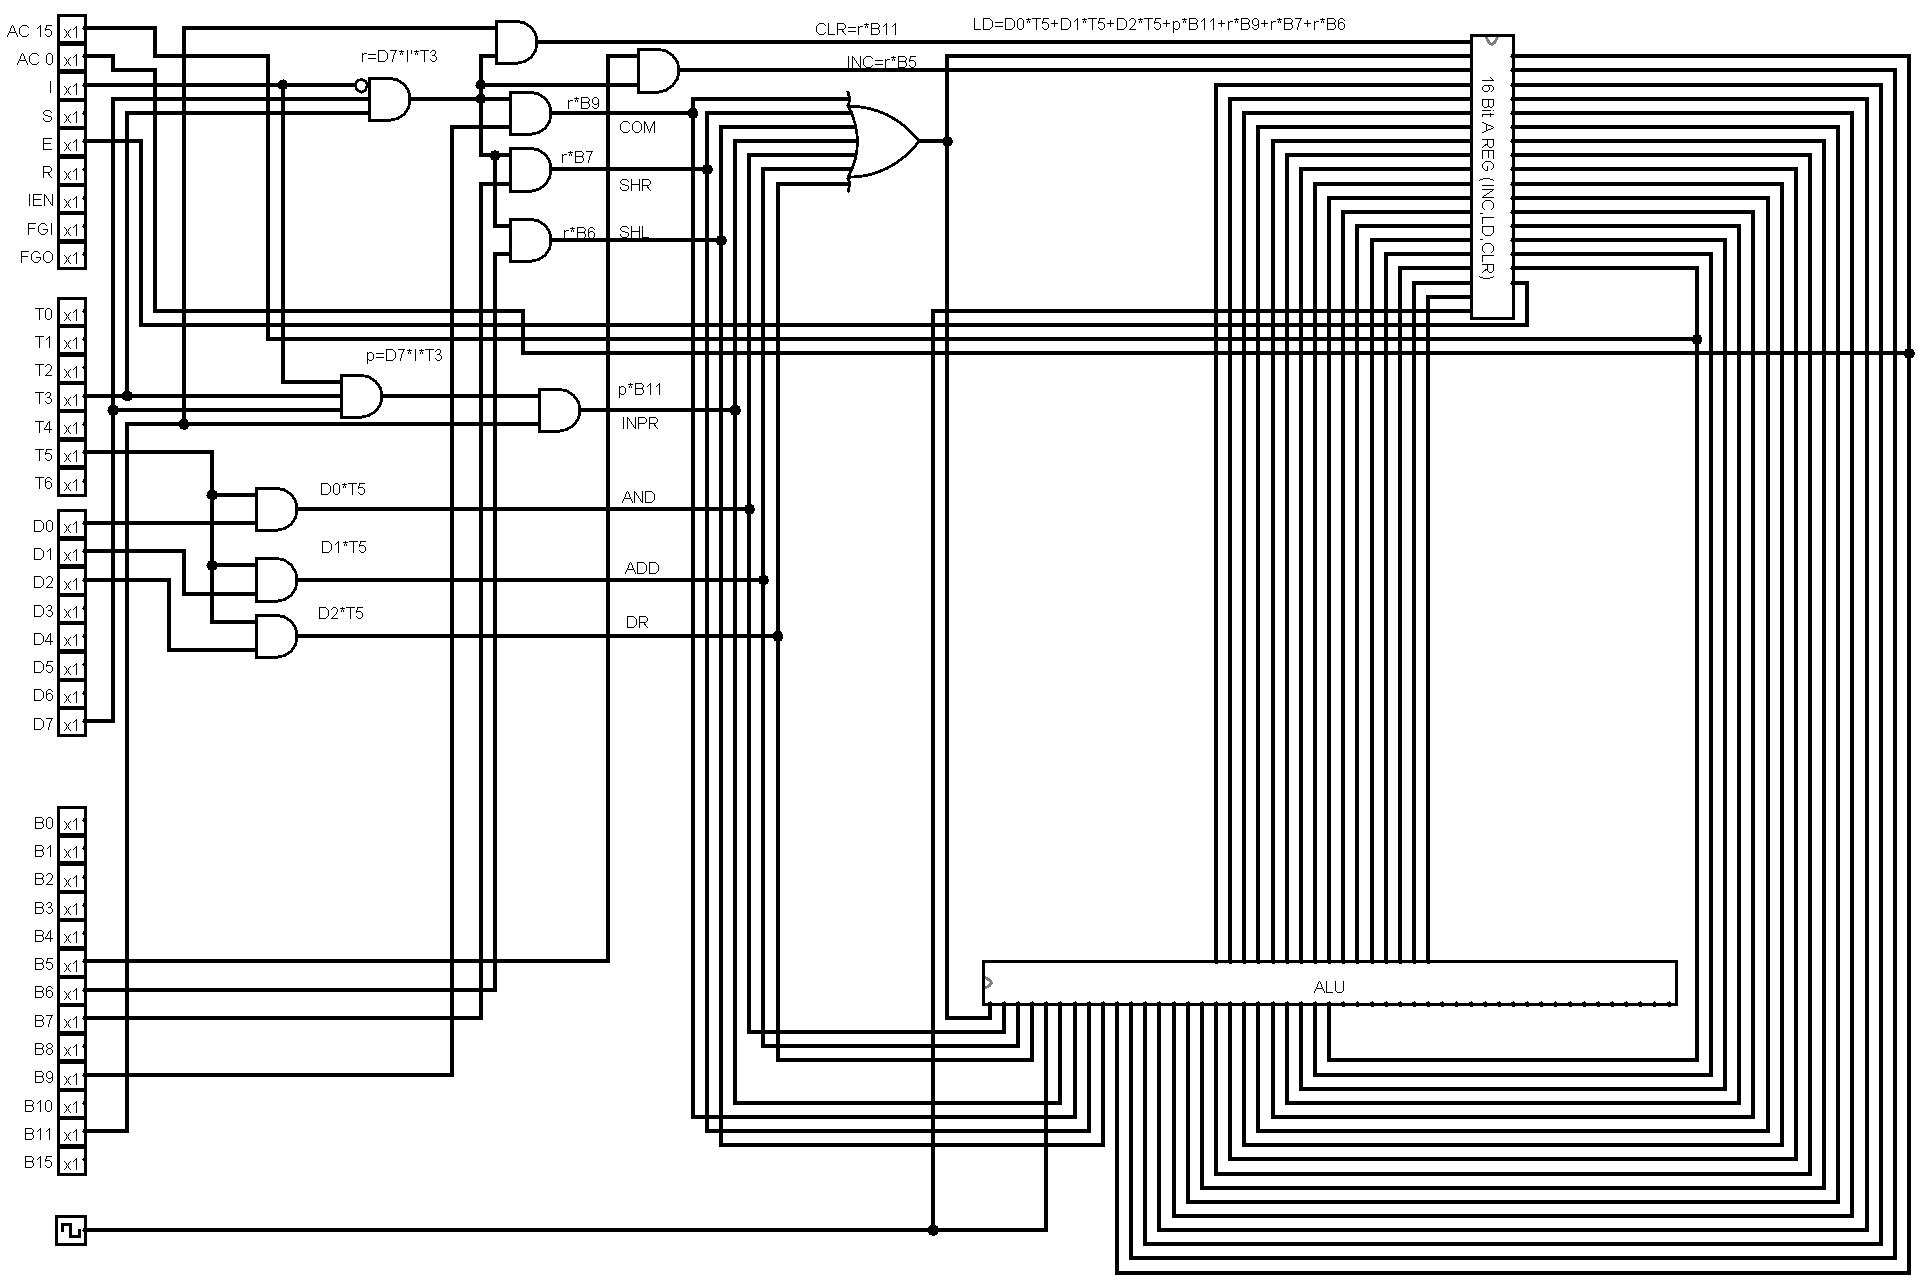 AC 15 x1
CLR=r*B11
LD=D0*T5+D1*T5+D2*T5+p*B11+r*B9+r*B7+r*B6
AC 0 x1
r=D7*I'*T3
INC=r*B5
I x1
S x1
r*B9
COM
E x1
R x1
r*B7
SHR
IEN x1
FGI x1
r*B6
SHL
FGO x1
16 Bit A REG (INC,LD,CLR)
T0 x1
T1 x1
p=D7*I*T3
T2 x1
T3 x1
p*B11
T4 x1
INPR
T5 x1
T6 x1
D0*T5
AND
D0 x1
D1 x1
D1*T5
ADD
D2 x1
D3 x1
D2*T5
DR
D4 x1
D5 x1
D6 x1
D7 x1
B0 x1
B1 x1
B2 x1
B3 x1
B4 x1
B5 x1
B6 x1
ALU
B7 x1
B8 x1
B9 x1
B10 x1
B11 x1
B15 x1